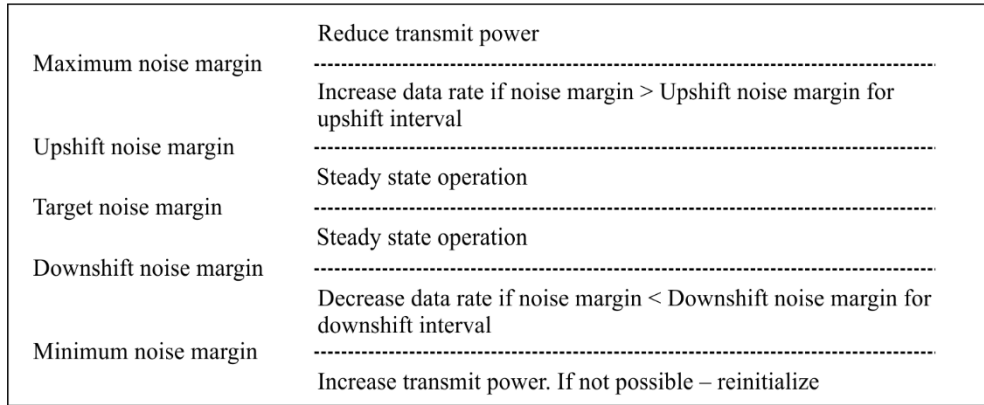 Reduce transmit power
Maximum noise margin
Increase data rate if noise margin > Upshift noise margin for
upshift interval
Upshift noise margin
Steady state operation
Target noise margin
Steady state operation
Downshift noise margin
Decrease data rate if noise margin < Downshift noise margin for
downshift interval
Minimum noise margin
Increase transmit power. If not possible – reinitialize